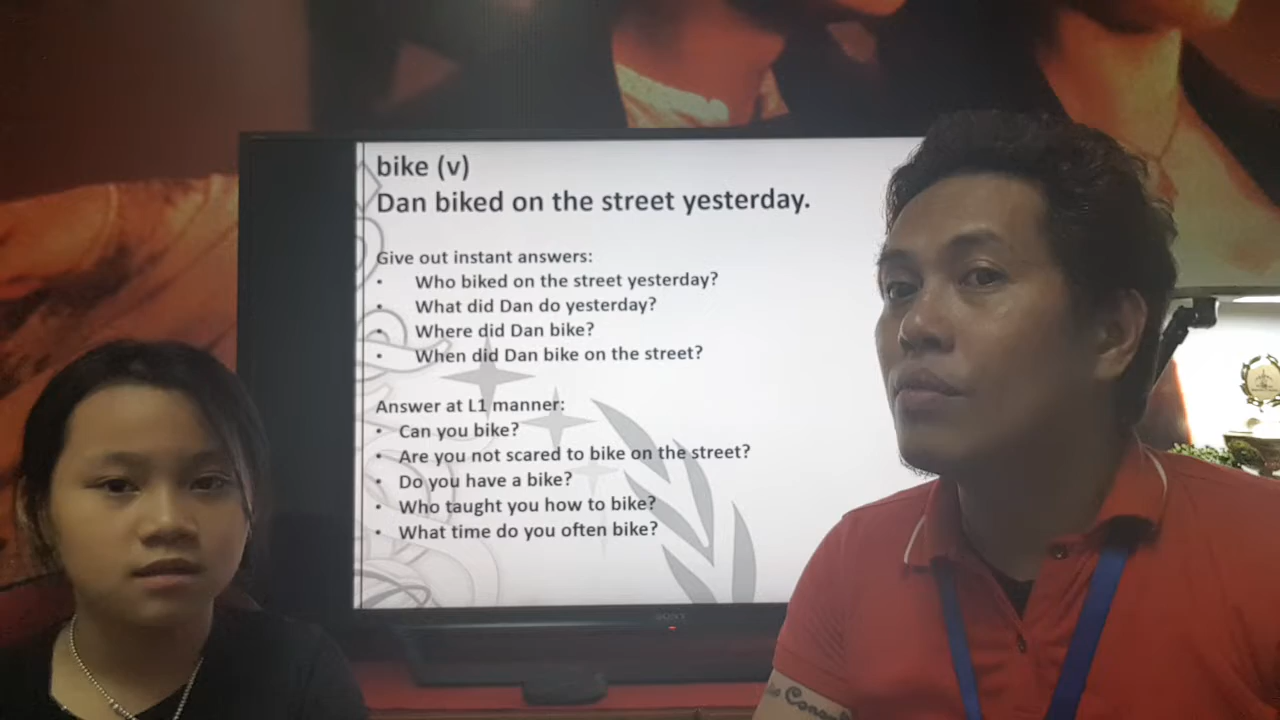 bike (v)
Dan biked on the street yesterday.
Give out instant answers:
• Who biked on the street yesterday?
• What did Dan do yesterday?
• Where did Dan bike?
• When did Dan bike on the street?
Answer at L1 manner:
• Can you bike?
• Are you not scared to bike on the street?
• Do you have a bike?
• Who taught you how to bike?
• What time do you often bike?
SONY